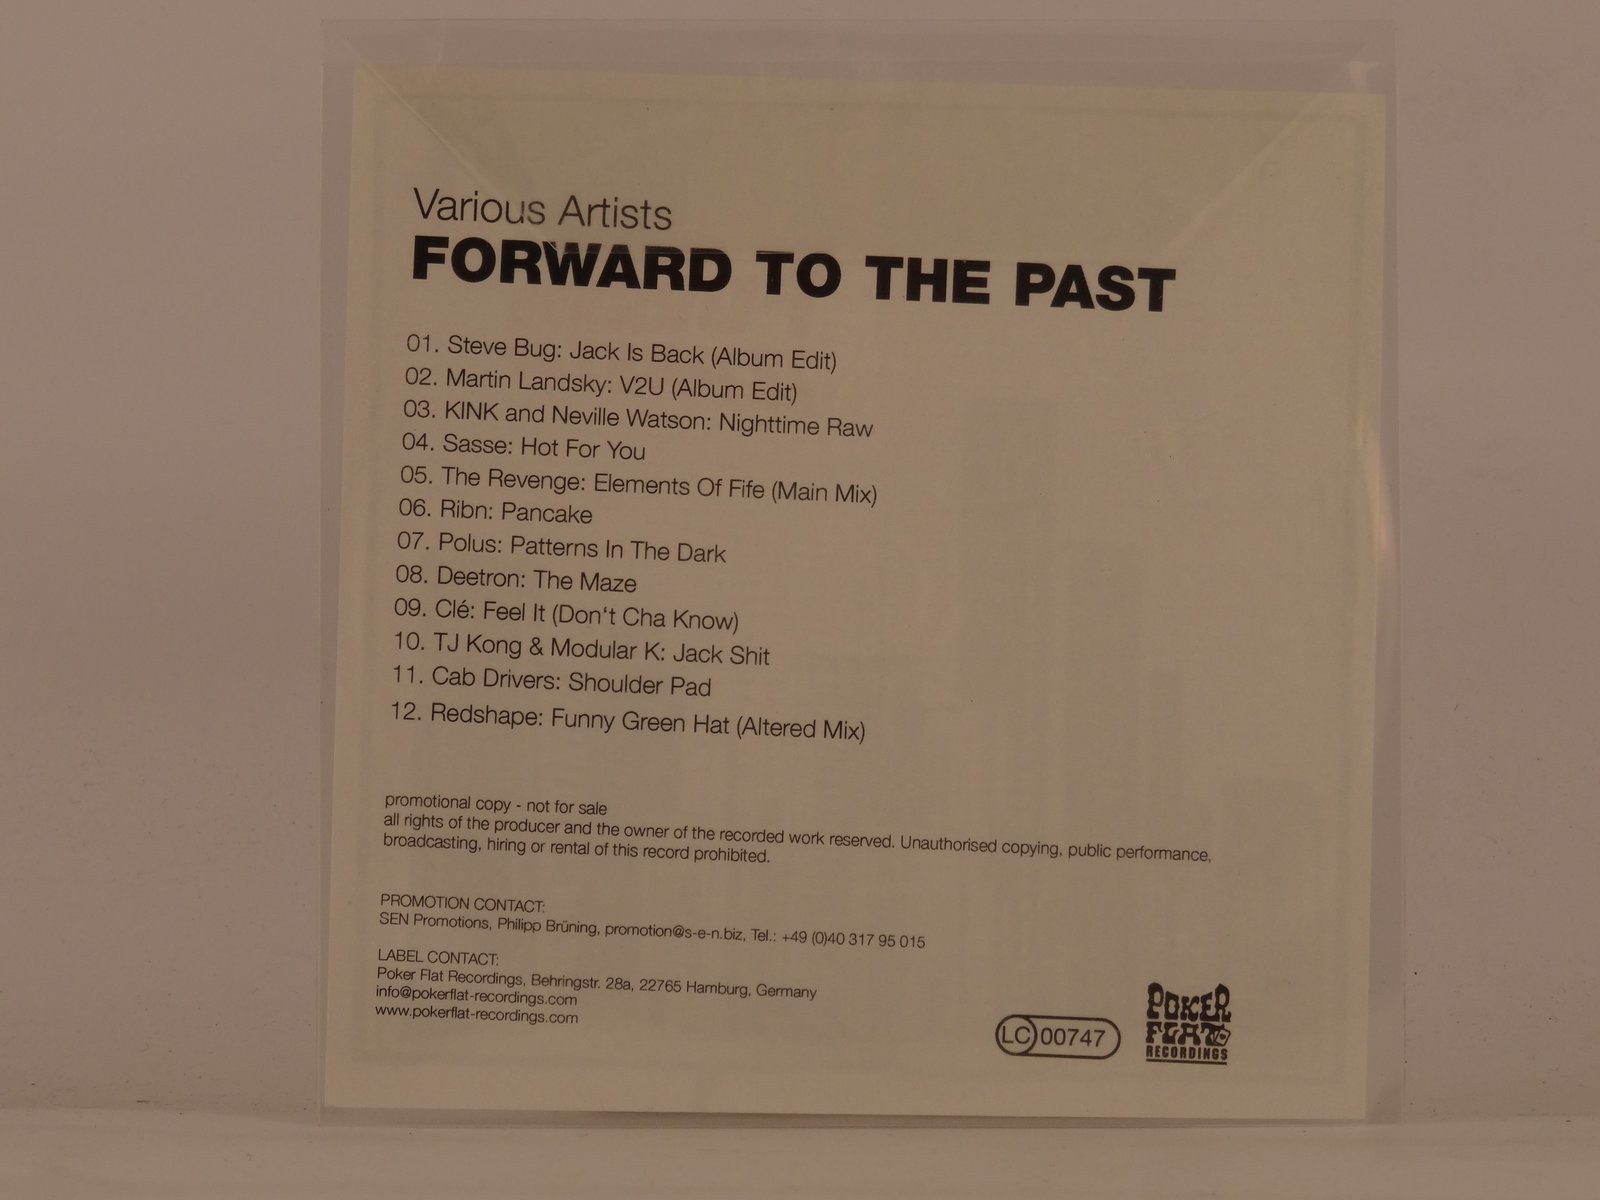 Various Artists
FORWARD TO THE PAST
01. Steve Bug: Jack Is Back (Album Edit)
02. Martin Landsky: V2U (Album Edit)
03. KINK and Neville Watson: Nighttime Raw
04. Sasse: Hot For You
05. The Revenge: Elements Of Fife (Main Mix)
06. Ribn: Pancake
07. Polus: Patterns In The Dark
08. Deetron: The Maze
09. Clé: Feel It (Don‘t Cha Know)
10. TJ Kong & Modular K: Jack Shit
11. Cab Drivers: Shoulder Pad
12. Redshape: Funny Green Hat (Altered Mix)
promotional copy - not for sale
all rights of the producer and the owner of the recorded work reserved. Unauthorised copying, public performance,
broadcasting, hiring or rental of this record prohibited.
PROMOTION CONTACT:
SEN Promotions, Philipp Brüning, promotion@s-e-n.biz, Tel.: +49 (0)40 317 95 015
LABEL CONTACT:
Poker Flat Recordings, Behringstr. 28a, 22765 Hamburg, Germany
info@pokerflat-recordings.com
www.pokerflat-recordings.com
LC 00747
POKER
FLAT
RECORDINGS